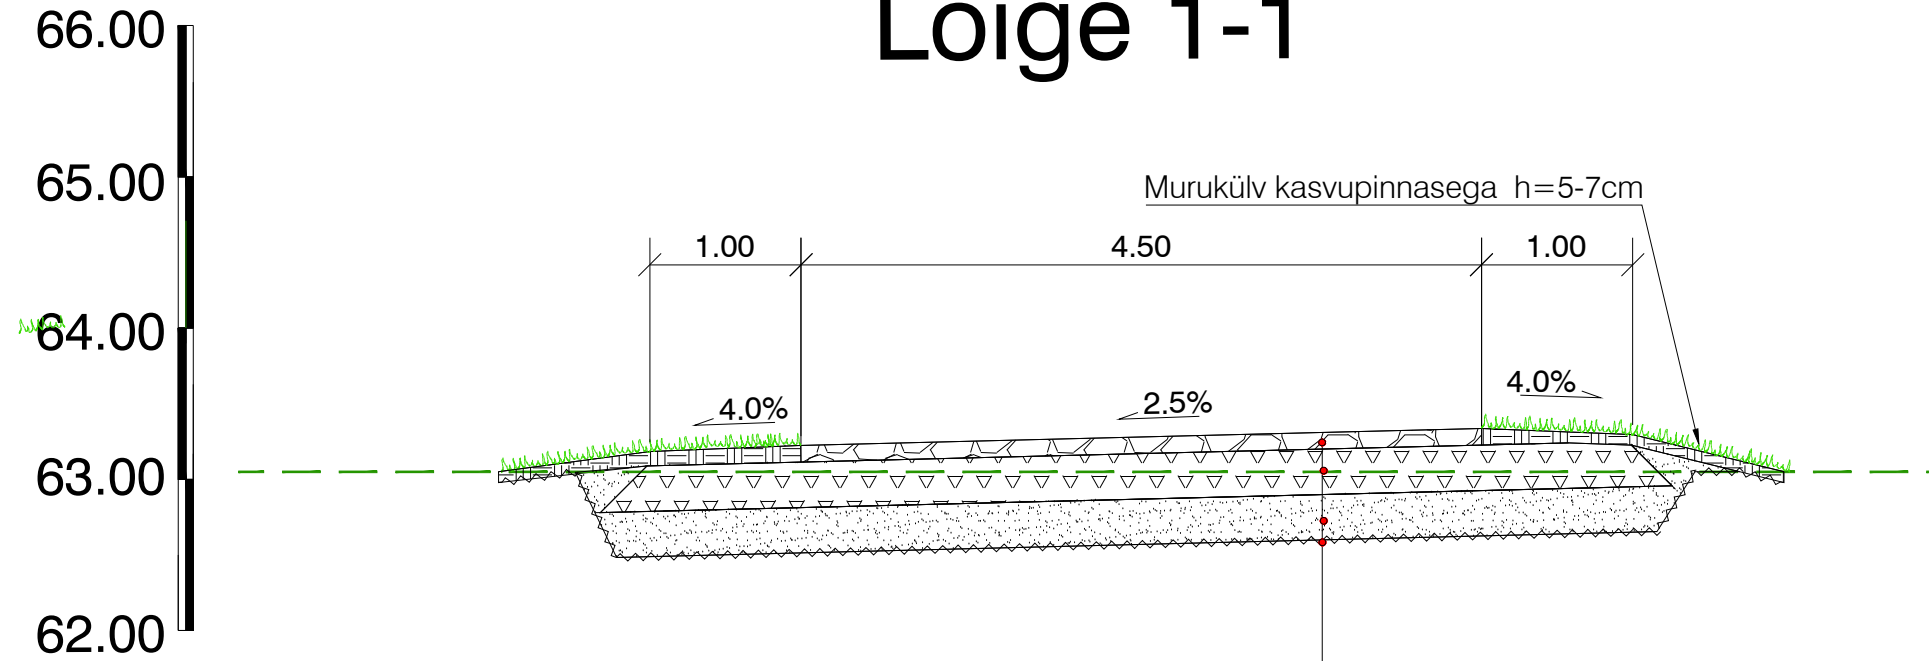 Lõige 1-1
66.00
65.00
Murukülv kasvupinnasega h=5-7cm
1.00 4.50 1.00
64.00
4.0% 2.5% 4.0%
63.00
62.00